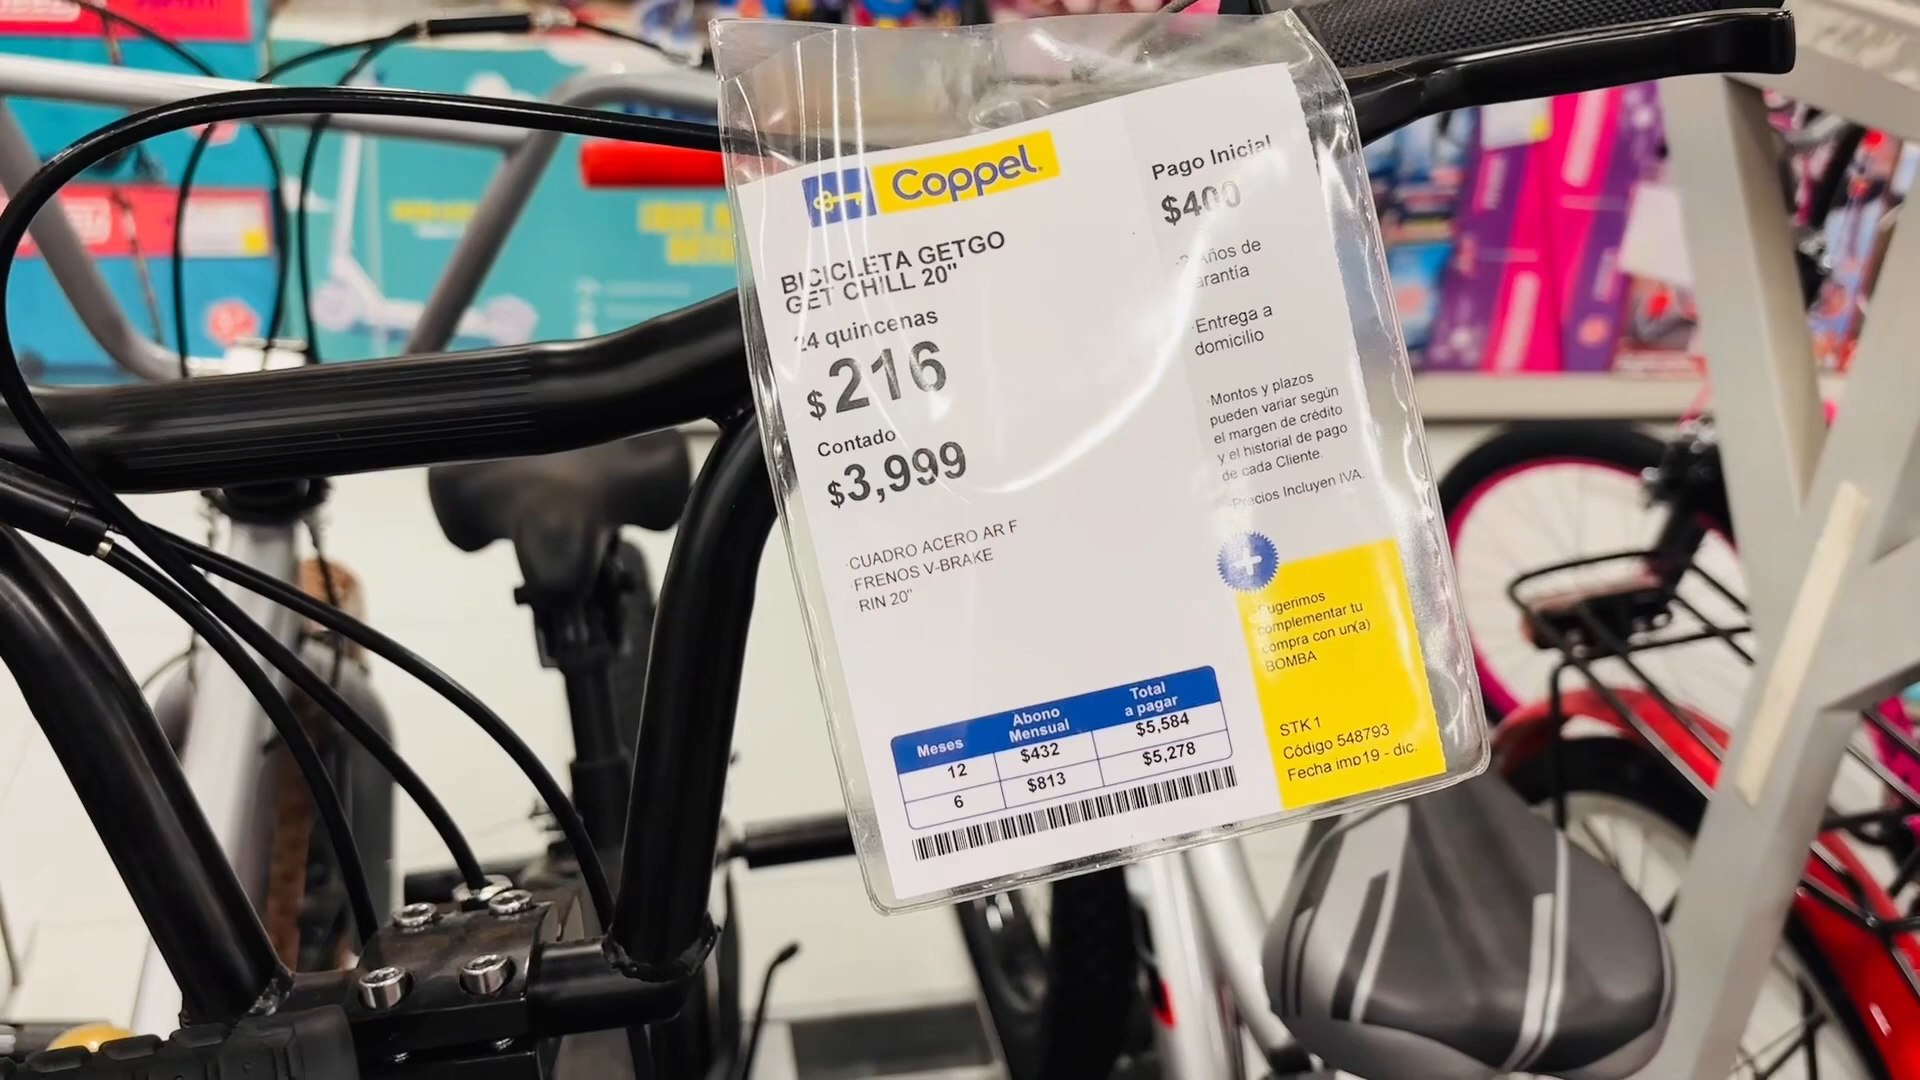 Coppel
BICICLETA GETGO
GET CHILL 20"
24 quincenas
$216
Contado
$3,999
·CUADRO ACERO AR F
·FRENOS V-BRAKE
·RIN 20"
Meses Abono Mensual Total a pagar
12 $432 $5,584
6 $813 $5,278
Pago Inicial
$400
Años de
·Entrega a
domicilio
·Montos y plazos
pueden variar según
el margen de crédito
y el historial de pago
de cada Cliente.
·Precios Incluyen IVA.
Sugerimos
complementar tu
compra con un(a)
BOMBA
STK 1
Código 548793
Fecha imp19 - dic.